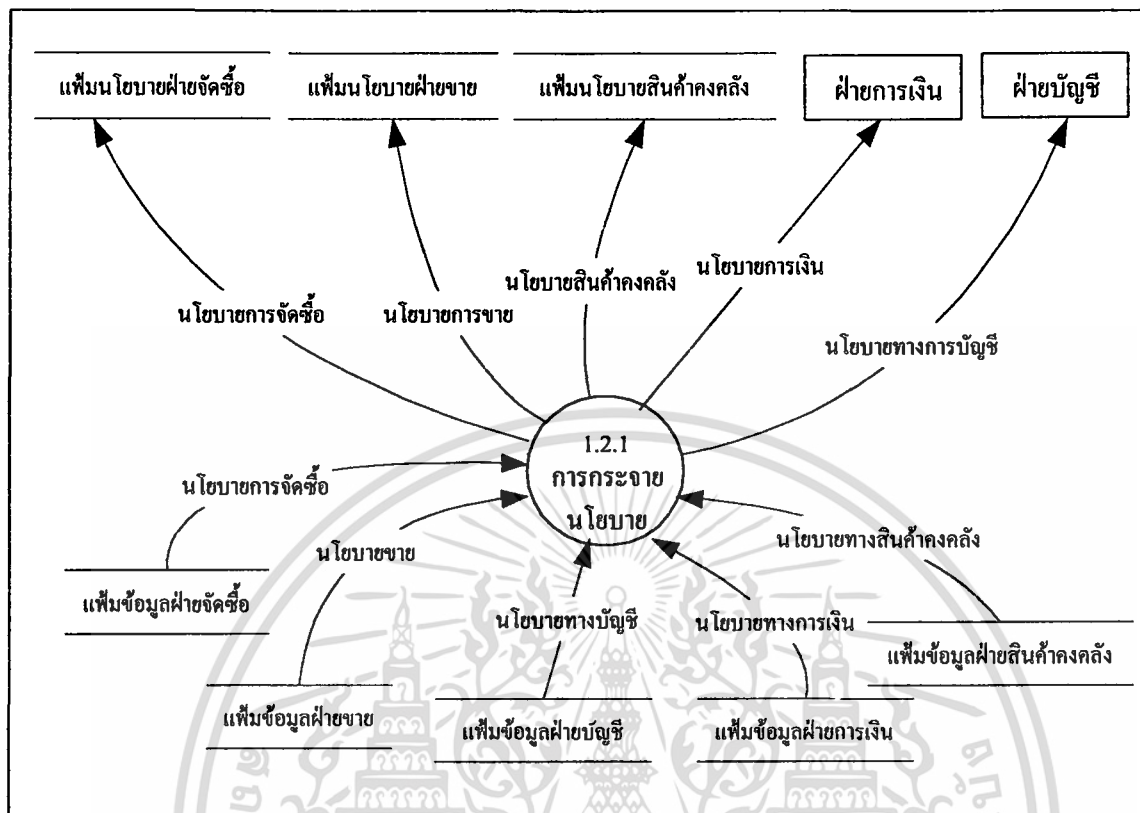 แฟ้มนโยบายฝ่ายจัดซื้อ
แฟ้มนโยบายฝ่ายขาย
แฟ้มนโยบายสินค้าคงคลัง
ฝ่ายการเงิน
ฝ่ายบัญชี
นโยบายการจัดซื้อ
นโยบายการขาย
นโยบายสินค้าคงคลัง
นโยบายการเงิน
นโยบายทางการบัญชี
1.2.1
การกระจาย
นโยบาย
นโยบายการจัดซื้อ
นโยบายขาย
นโยบายทางบัญชี
นโยบายทางการเงิน
นโยบายทางสินค้าคงคลัง
แฟ้มข้อมูลฝ่ายจัดซื้อ
แฟ้มข้อมูลฝ่ายขาย
แฟ้มข้อมูลฝ่ายบัญชี
แฟ้มข้อมูลฝ่ายการเงิน
แฟ้มข้อมูลฝ่ายสินค้าคงคลัง